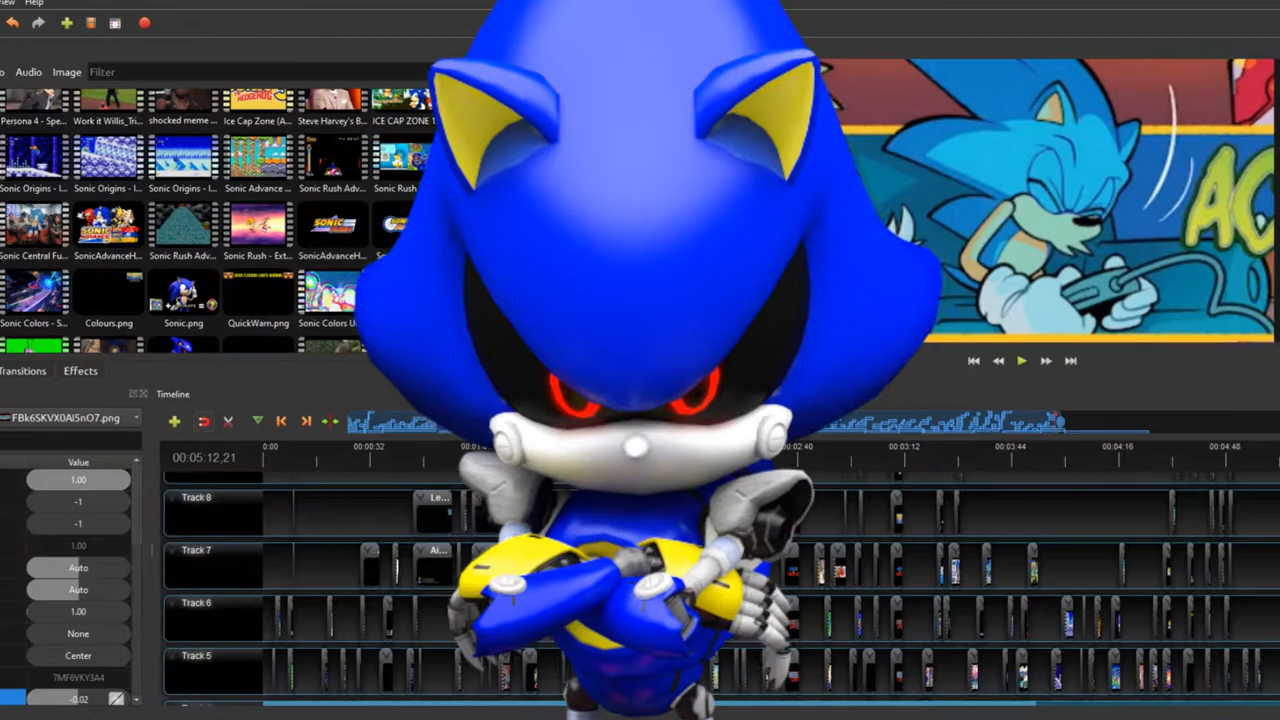 View Help
Audio Image Filter
Persona 4 - Spe... Work it Willis_Tri... shocked meme ... Ice Cap Zone (A... Steve Harvey's B... ICE CAP ZONE
Sonic Origins - I... Sonic Origins - I... Sonic Origins - I... Sonic Advance ... Sonic Rush Adv... Sonic Rush
Sonic Central Fu... SonicAdvanceH... Sonic Rush Adv... Sonic Rush - Ext... SonicAdvanceH...
Sonic Colors - S... Colours.png Sonic.png QuickWarn.png Sonic Colors U...
Transitions Effects
Timeline
FBk6SKVX0AI5nO7.png
00:05:12,21
0:00 00:00:32 00:02:40 00:03:12 00:03:44 00:04:16 00:04:48
Value
1.00
-1
-1
1.00
Auto
Auto
1.00
None
Center
7MF6VKY3A4
-0.02
Track 8 Le...
Track 7 Ai...
Track 6
Track 5